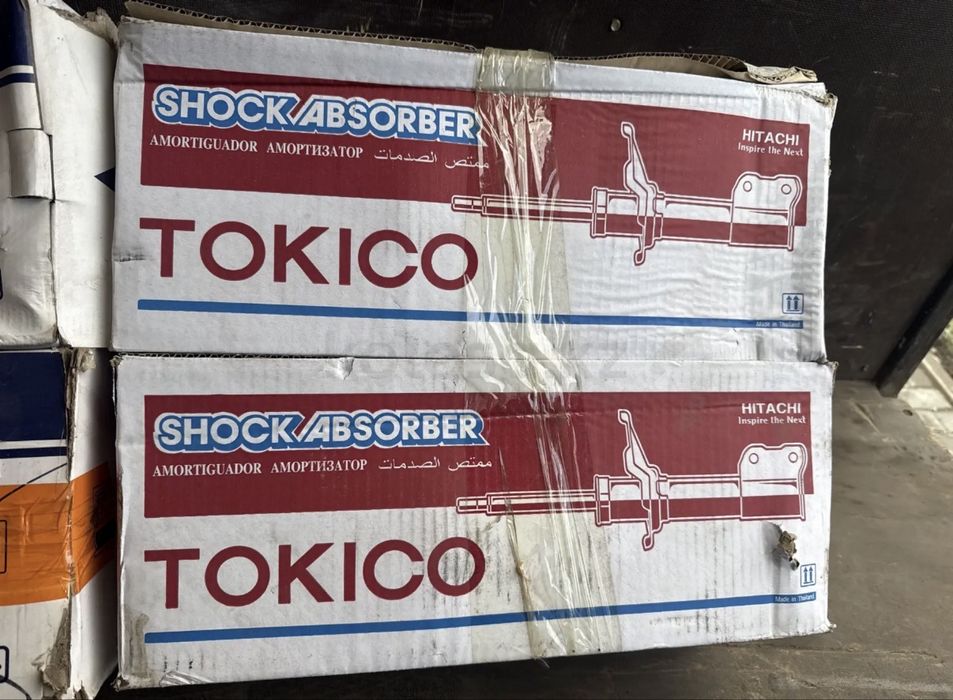 SHOCK ABSORBER
HITACHI
Inspire the Next
AMORTIGUADOR АМОРТИЗАТОР ممتص الصدمات
TOKICO
Made in Thailand
SHOCK ABSORBER
HITACHI
Inspire the Next
AMORTIGUADOR АМОРТИЗАТОР ممتص الصدمات
TOKICO
Made in Thailand